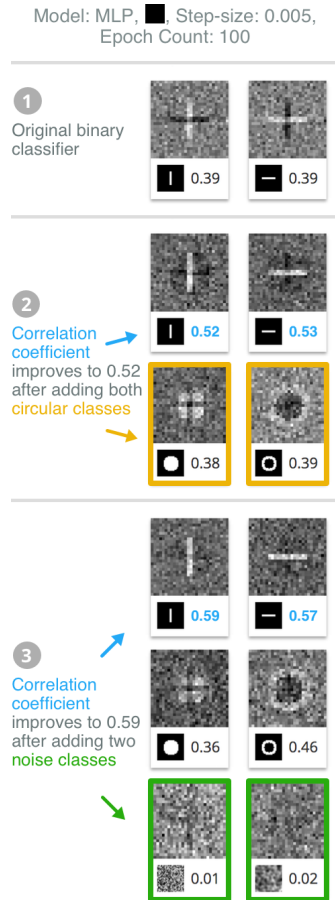 Model: MLP, , Step-size: 0.005,
Epoch Count: 100
1
Original binary
classifier
0.39 0.39
2
Correlation
coefficient
improves to 0.52
after adding both
circular classes
0.52 0.53
0.38 0.39
3
Correlation
coefficient
improves to 0.59
after adding two
noise classes
0.59 0.57
0.36 0.46
0.01 0.02